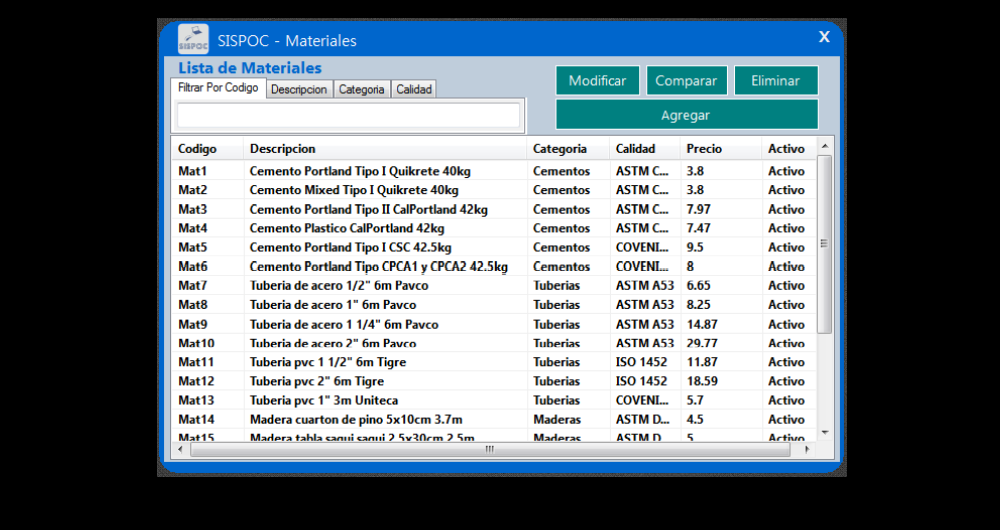 SISPOC
SISPOC - Materiales
X
Lista de Materiales
Filtrar Por Codigo Descripcion Categoria Calidad
Modificar Comparar Eliminar
Agregar
Codigo Descripcion Categoria Calidad Precio Activo
Mat1 Cemento Portland Tipo I Quikrete 40kg Cementos ASTM C... 3.8 Activo
Mat2 Cemento Mixed Tipo I Quikrete 40kg Cementos ASTM C... 3.8 Activo
Mat3 Cemento Portland Tipo II CalPortland 42kg Cementos ASTM C... 7.97 Activo
Mat4 Cemento Plastico CalPortland 42kg Cementos ASTM C... 7.47 Activo
Mat5 Cemento Portland Tipo I CSC 42.5kg Cementos COVENI... 9.5 Activo
Mat6 Cemento Portland Tipo CPCA1 y CPCA2 42.5kg Cementos COVENI... 8 Activo
Mat7 Tuberia de acero 1/2" 6m Pavco Tuberias ASTM A53 6.65 Activo
Mat8 Tuberia de acero 1" 6m Pavco Tuberias ASTM A53 8.25 Activo
Mat9 Tuberia de acero 1 1/4" 6m Pavco Tuberias ASTM A53 14.87 Activo
Mat10 Tuberia de acero 2" 6m Pavco Tuberias ASTM A53 29.77 Activo
Mat11 Tuberia pvc 1 1/2" 6m Tigre Tuberias ISO 1452 11.87 Activo
Mat12 Tuberia pvc 2" 6m Tigre Tuberias ISO 1452 18.59 Activo
Mat13 Tuberia pvc 1" 3m Uniteca Tuberias COVENI... 5.7 Activo
Mat14 Madera cuarton de pino 5x10cm 3.7m Maderas ASTM D... 4.5 Activo
Mat15 Madera tabla saqui saqui 2.5x30cm 2.5m Maderas ASTM D... 5 Activo